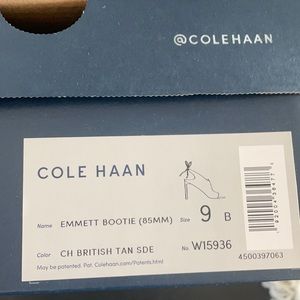 @COLEHAAN
COLE HAAN
Name EMMETT BOOTIE (85MM) Size 9 B
Color CH BRITISH TAN SDE No. W15936
May be patented. Pat. Colehaan.com/Patents.html
4500397063